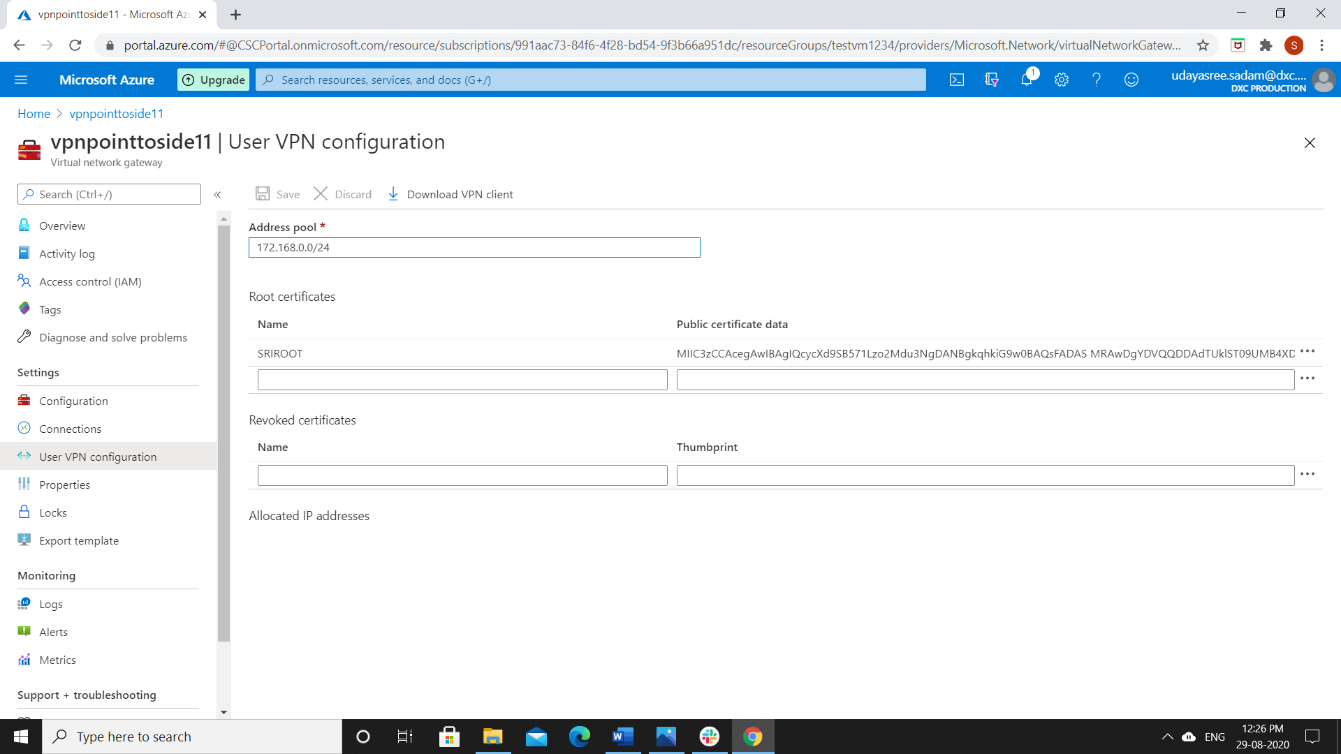 vpnpointtoside11 - Microsoft Az
portal.azure.com/#@CSCPortal.onmicrosoft.com/resource/subscriptions/991aac73-84f6-4f28-bd54-9f3b66a951dc/resourceGroups/testvm1234/providers/Microsoft.Network/virtualNetworkGatew...
S
Microsoft Azure
Upgrade
Search resources, services, and docs (G+/)
1
udayasree.sadam@dxc....
DXC PRODUCTION
Home > vpnpointtoside11
vpnpointtoside11 | User VPN configuration
Virtual network gateway
Search (Ctrl+/)
«
Save
Discard
Download VPN client
Overview
Activity log
Access control (IAM)
Tags
Diagnose and solve problems
Settings
Configuration
Connections
User VPN configuration
Properties
Locks
Export template
Monitoring
Logs
Alerts
Metrics
Support + troubleshooting
Address pool *
172.168.0.0/24
Root certificates
Name Public certificate data
SRIROOT MIIC3zCCAcegAwIBAgIQcycXd9SB571Lzo2Mdu3NgDANBgkqhkiG9w0BAQsFADAS MRAwDgYDVQQDDAdTUklST09UMB4XD
Revoked certificates
Name Thumbprint
Allocated IP addresses
Type here to search
ENG
12:26 PM
29-08-2020